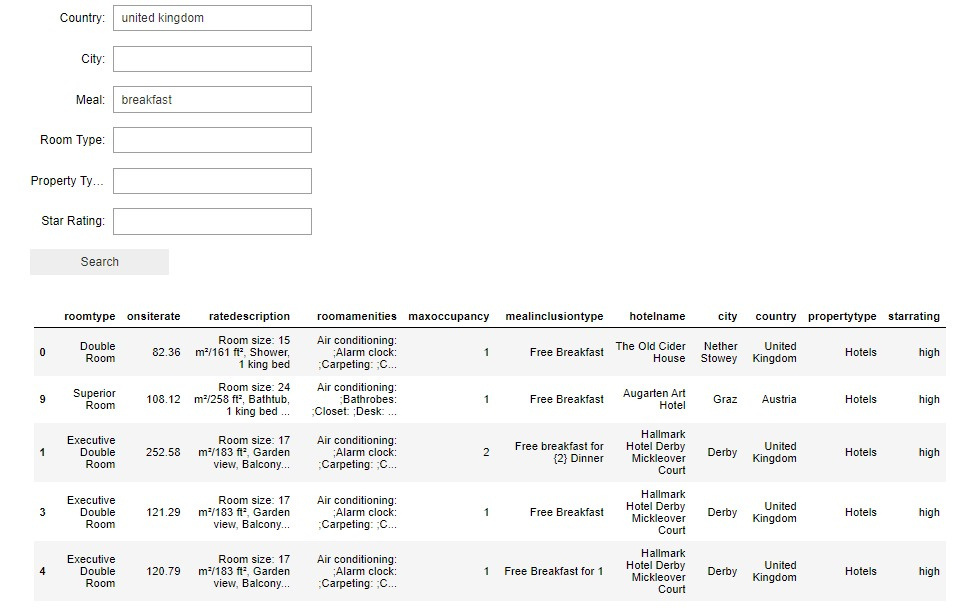 Country: united kingdom
City:
Meal: breakfast
Room Type:
Property Ty...
Star Rating:
Search
roomtype onsiterate ratedescription roomamenities maxoccupancy mealinclusiontype hotelname city country propertytype starrating
0 Double Room 82.36 Room size: 15 m²/161 ft², Shower, 1 king bed Air conditioning: ;Alarm clock: ;Carpeting: ;C... 1 Free Breakfast The Old Cider House Nether Stowey United Kingdom Hotels high
9 Superior Room 108.12 Room size: 24 m²/258 ft², Bathtub, 1 king bed ... Air conditioning: ;Bathrobes: ;Closet: ;Desk: ... 1 Free Breakfast Augarten Art Hotel Graz Austria Hotels high
1 Executive Double Room 252.58 Room size: 17 m²/183 ft², Garden view, Balcony... Air conditioning: ;Alarm clock: ;Carpeting: ;C... 2 Free breakfast for {2} Dinner Hallmark Hotel Derby Mickleover Court Derby United Kingdom Hotels high
3 Executive Double Room 121.29 Room size: 17 m²/183 ft², Garden view, Balcony... Air conditioning: ;Alarm clock: ;Carpeting: ;C... 1 Free Breakfast Hallmark Hotel Derby Mickleover Court Derby United Kingdom Hotels high
4 Executive Double Room 120.79 Room size: 17 m²/183 ft², Garden view, Balcony... Air conditioning: ;Alarm clock: ;Carpeting: ;C... 1 Free Breakfast for 1 Hallmark Hotel Derby Mickleover Court Derby United Kingdom Hotels high